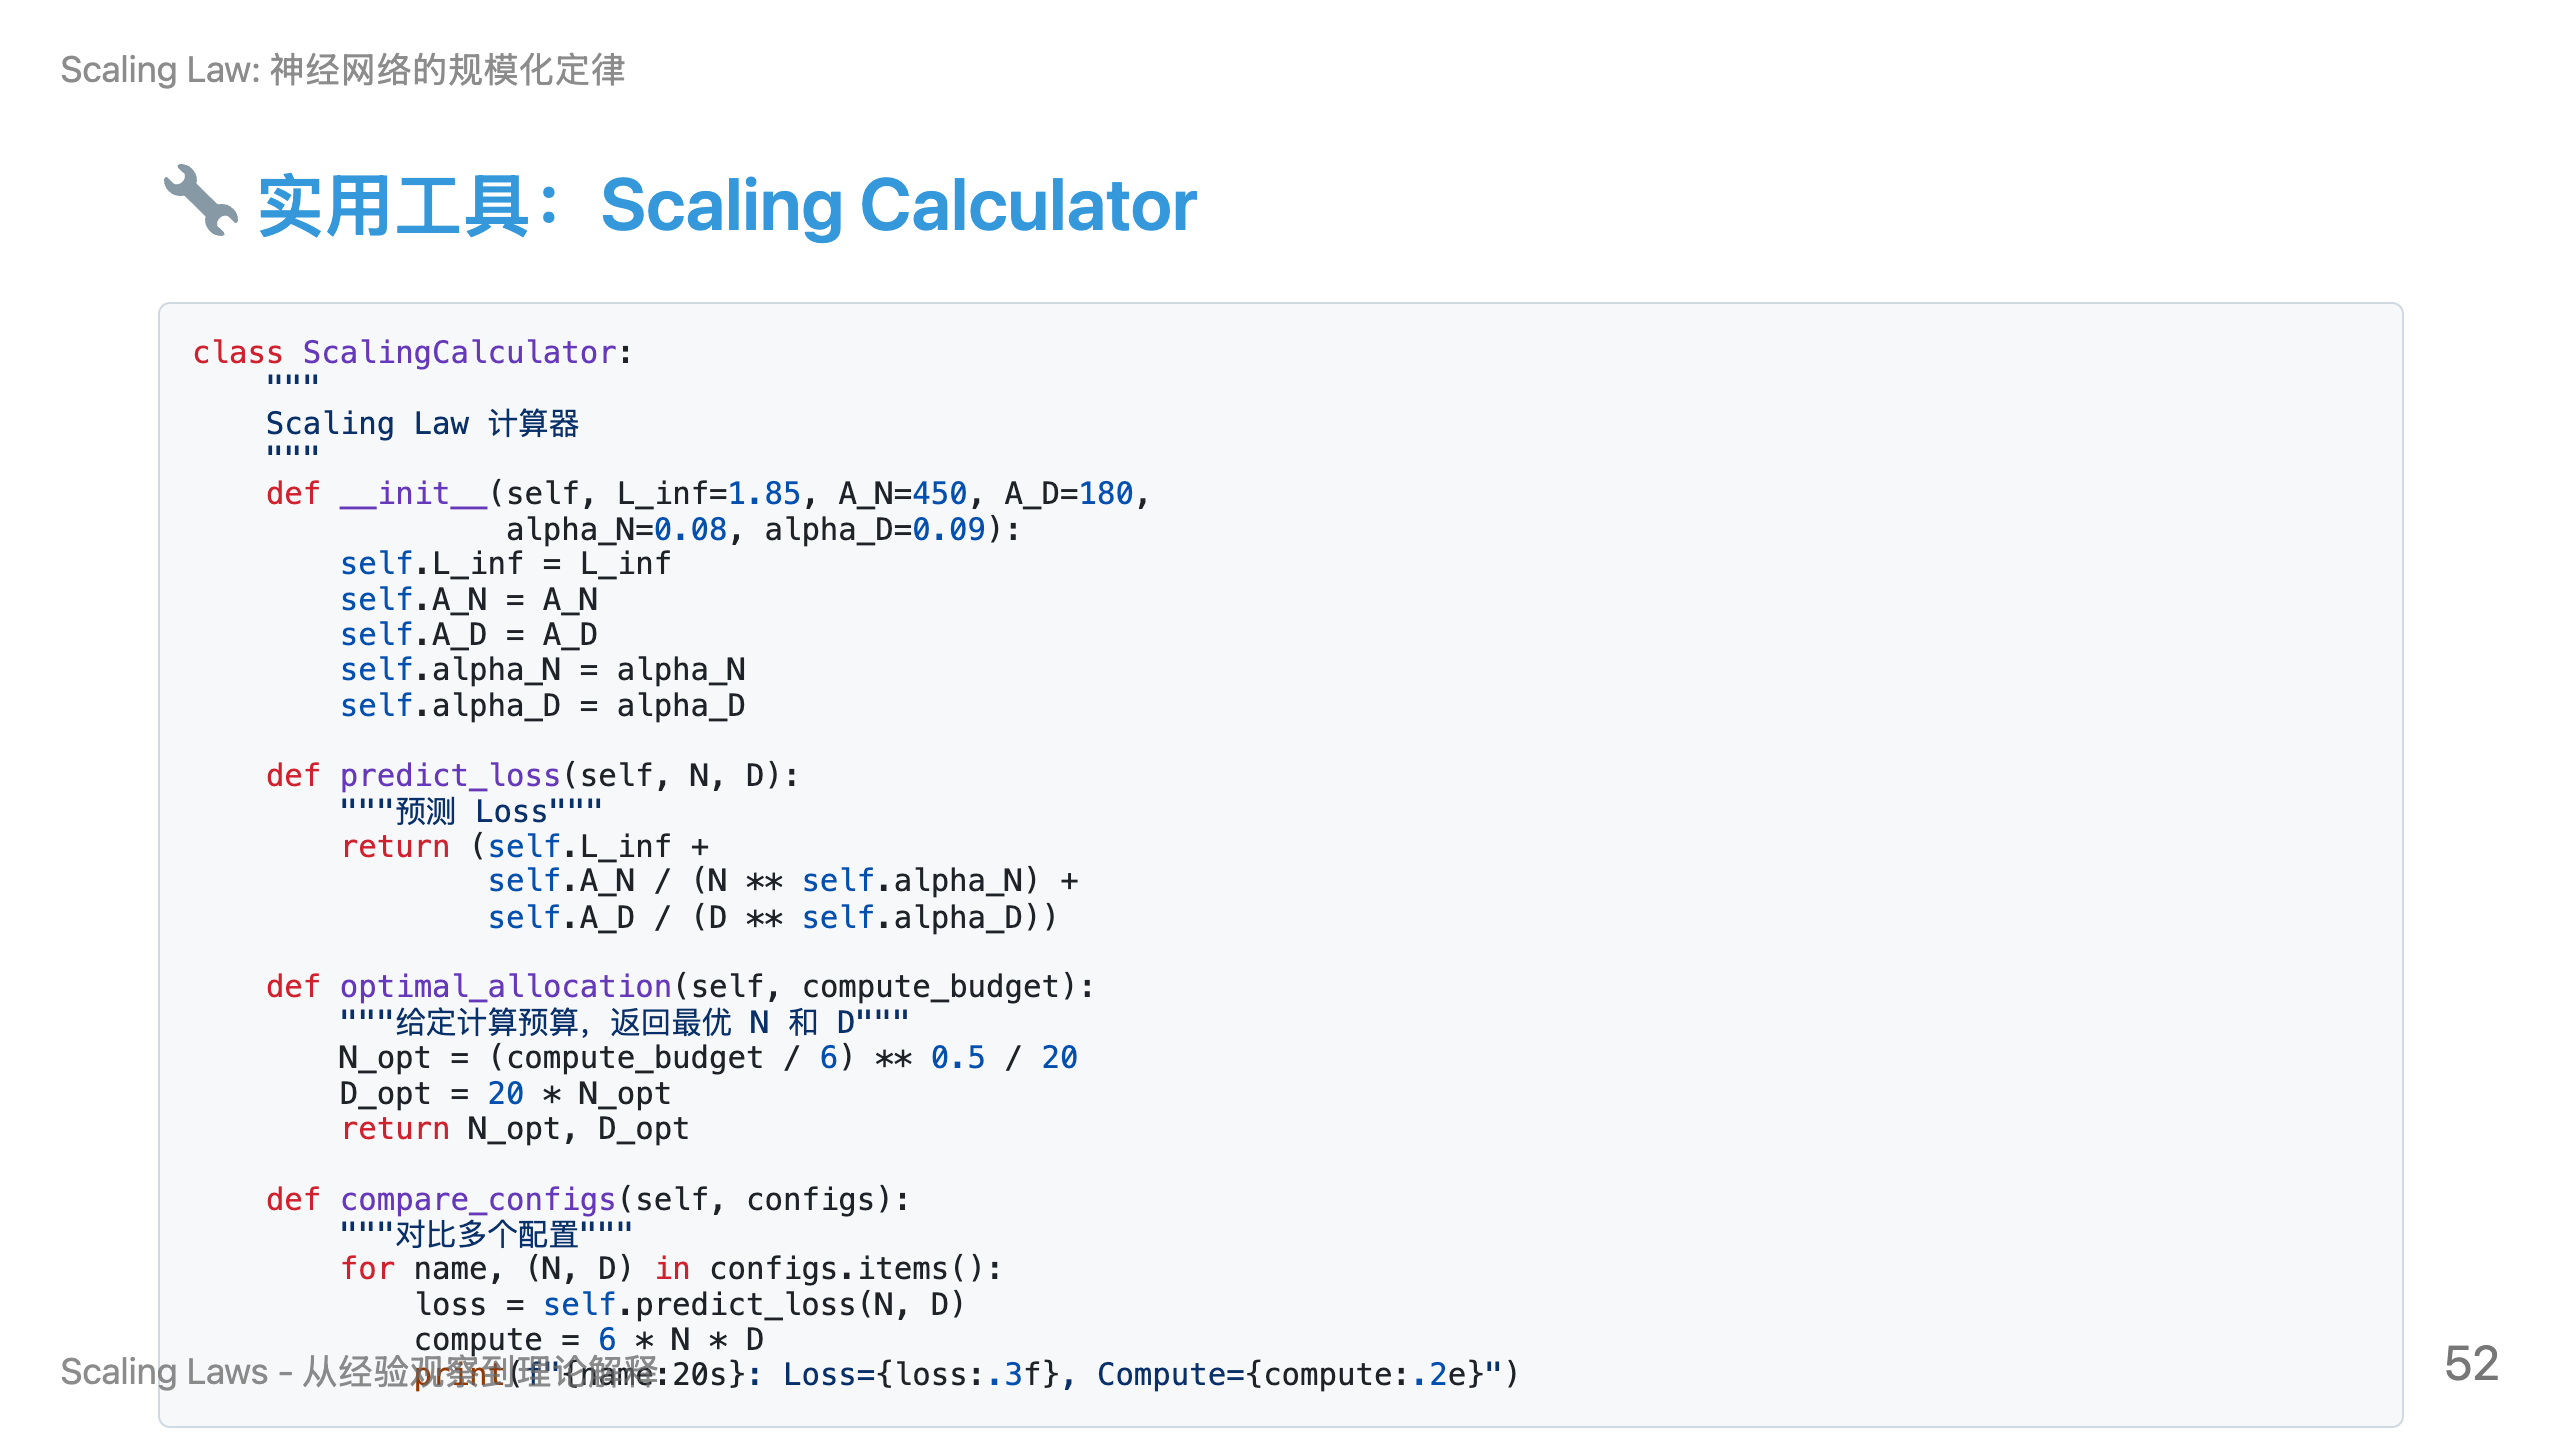 Scaling Law: 神经网络的规模化定律
🔧 实用工具：Scaling Calculator
class ScalingCalculator:
    """
    Scaling Law 计算器
    """
    def __init__(self, L_inf=1.85, A_N=450, A_D=180,
                 alpha_N=0.08, alpha_D=0.09):
        self.L_inf = L_inf
        self.A_N = A_N
        self.A_D = A_D
        self.alpha_N = alpha_N
        self.alpha_D = alpha_D

    def predict_loss(self, N, D):
        """预测 Loss"""
        return (self.L_inf +
                self.A_N / (N ** self.alpha_N) +
                self.A_D / (D ** self.alpha_D))

    def optimal_allocation(self, compute_budget):
        """给定计算预算，返回最优 N 和 D"""
        N_opt = (compute_budget / 6) ** 0.5 / 20
        D_opt = 20 * N_opt
        return N_opt, D_opt

    def compare_configs(self, configs):
        """对比多个配置"""
        for name, (N, D) in configs.items():
            loss = self.predict_loss(N, D)
            compute = 6 * N * D
            print(f"{name:20s}: Loss={loss:.3f}, Compute={compute:.2e}")
Scaling Laws - 从经验观察到理论解释
52